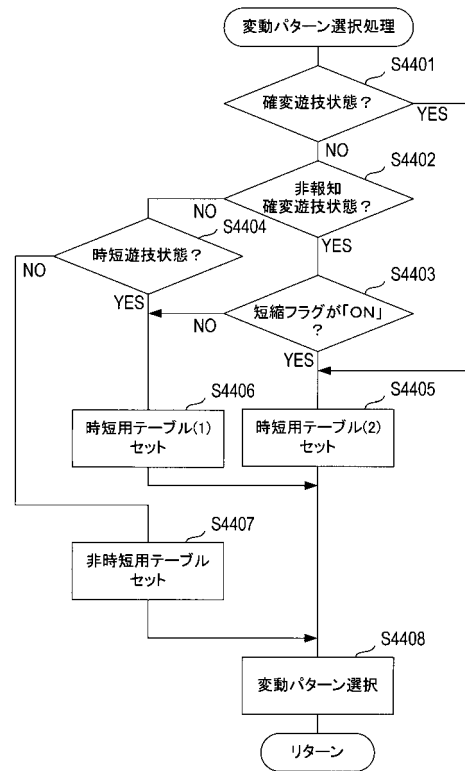 変動パターン選択処理
S4401
確変遊技状態?
YES
NO
S4402
非報知
確変遊技状態?
NO
S4404
YES
時短遊技状態?
NO
S4403
短縮フラグが「ON」
?
YES
NO
YES
S4406
S4405
時短用テーブル(1)
セット
時短用テーブル(2)
セット
S4407
非時短用テーブル
セット
S4408
変動パターン選択
リターン